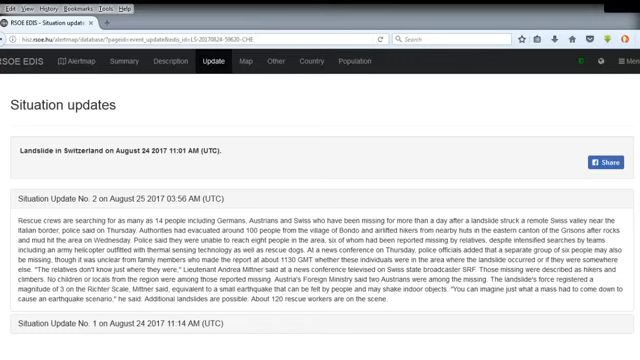 Edit View History Bookmarks Tools Help
RSOE EDIS - Situation update
hisz.rsoe.hu/alertmap/database/?pageid=event_update&edis_id=LS-20170824-59620-CHE
Search
RSOE EDIS Alertmap Summary Description Update Map Other Country Population Menu
Situation updates
Landslide in Switzerland on August 24 2017 11:01 AM (UTC).
Share
Situation Update No. 2 on August 25 2017 03:56 AM (UTC)
Rescue crews are searching for as many as 14 people including Germans, Austrians and Swiss who have been missing for more than a day after a landslide struck a remote Swiss valley near the
Italian border, police said on Thursday. Authorities had evacuated around 100 people from the village of Bondo and airlifted hikers from nearby huts in the eastern canton of the Grisons after rocks
and mud hit the area on Wednesday. Police said they were unable to reach eight people in the area, six of whom had been reported missing by relatives, despite intensified searches by teams
including an army helicopter outfitted with thermal sensing technology as well as rescue dogs. At a news conference on Thursday, police officials added that a separate group of six people may also
be missing, though it was unclear from family members who made the report at about 1130 GMT whether these individuals were in the area where the landslide occurred or if they were somewhere
else. "The relatives don't know just where they were," Lieutenant Andrea Mittner said at a news conference televised on Swiss state broadcaster SRF. Those missing were described as hikers and
climbers. No children or locals from the region were among those reported missing. Austria's Foreign Ministry said two Austrians were among the missing. The landslide's force registered a
magnitude of 3 on the Richter Scale, Mittner said, equivalent to a small earthquake that can be felt by people and may shake indoor objects. "You can imagine just what a mass had to come down to
cause an earthquake scenario," he said. Additional landslides are possible. About 120 rescue workers are on the scene.
Situation Update No. 1 on August 24 2017 11:14 AM (UTC)